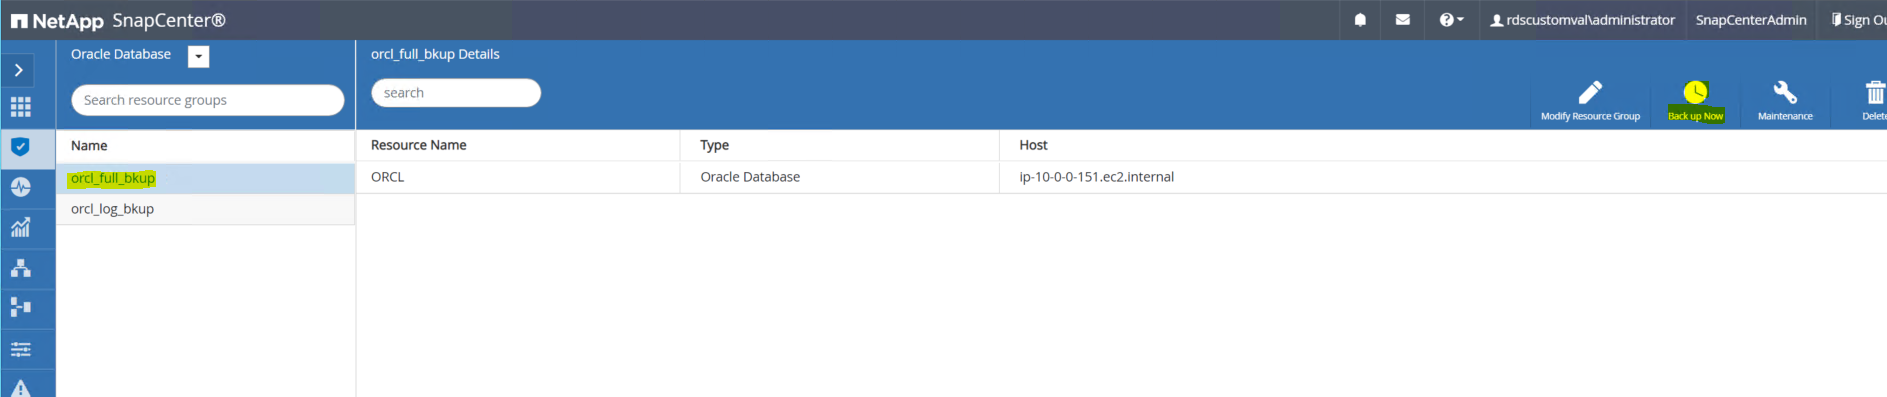 NetApp SnapCenter®
rdscustomval\administrator SnapCenterAdmin Sign Ou
Oracle Database
orcl_full_bkup Details
Search resource groups
search
Modify Resource Group Back up Now Maintenance Delete
Name
Resource Name Type Host
orcl_full_bkup
ORCL Oracle Database ip-10-0-0-151.ec2.internal
orcl_log_bkup